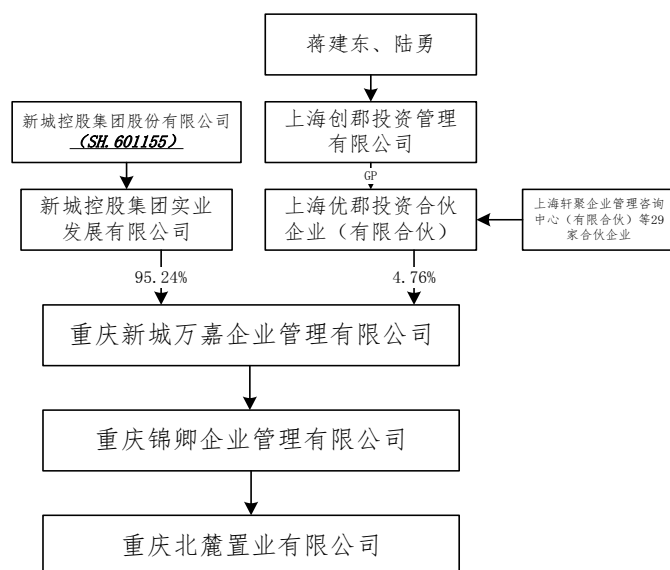 蒋建东、陆勇
新城控股集团股份有限公司
（SH.601155）
上海创郡投资管理
有限公司
GP
新城控股集团实业
发展有限公司
上海优郡投资合伙
企业（有限合伙）
上海轩聚企业管理咨询
中心（有限合伙）等29
家合伙企业
95.24%
4.76%
重庆新城万嘉企业管理有限公司
重庆锦卿企业管理有限公司
重庆北麓置业有限公司